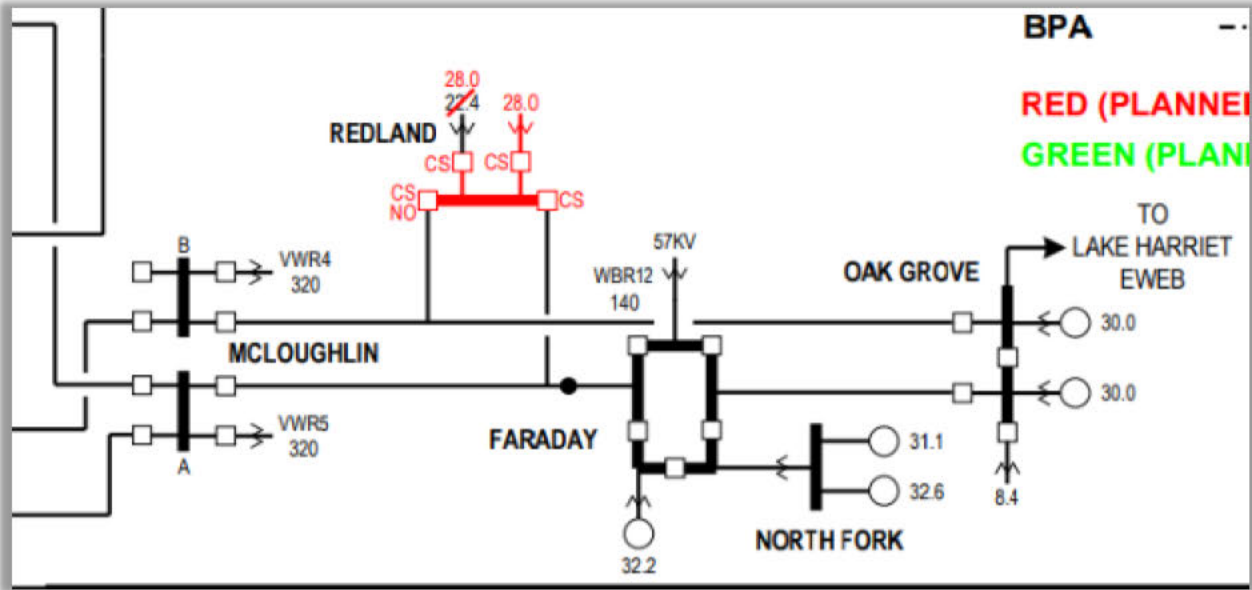 BPA
RED (PLANNE
GREEN (PLAN
28.0
22.4
28.0
REDLAND
CS
CS
CS
NO
CS
TO
LAKE HARRIET
EWEB
B
VWR4
320
57KV
WBR12
140
OAK GROVE
30.0
MCLOUGHLIN
30.0
VWR5
320
A
FARADAY
31.1
32.6
8.4
NORTH FORK
32.2